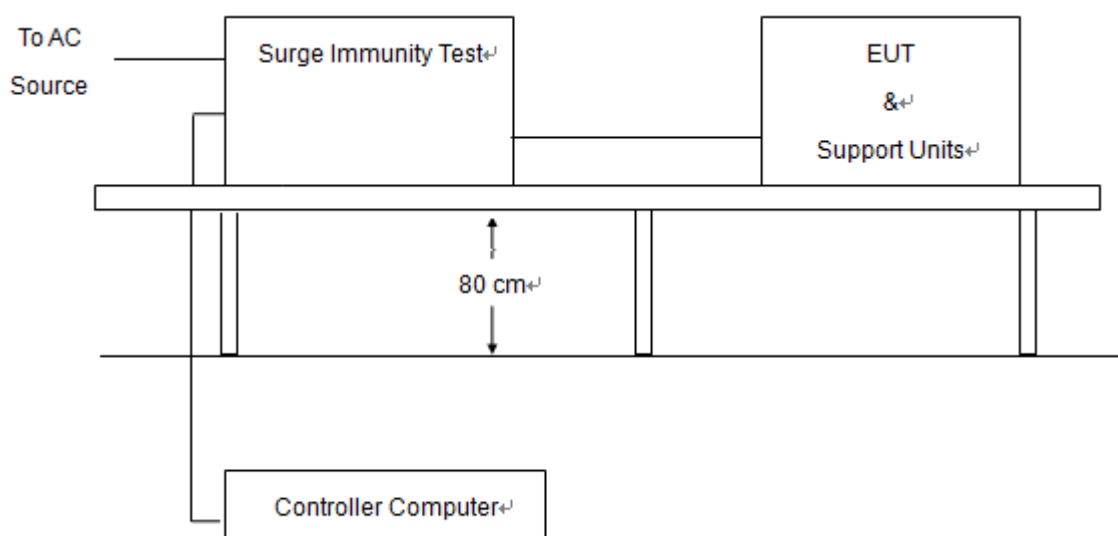 To AC
Source
Surge Immunity Test↵
EUT
&↵
Support Units↵
80 cm↵
Controller Computer↵